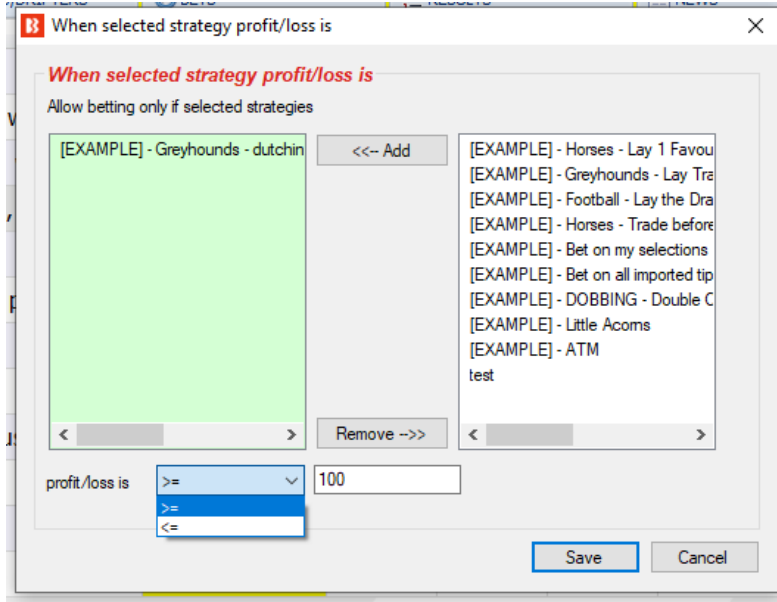 BETS
RESULTS
NEWS
When selected strategy profit/loss is
When selected strategy profit/loss is
Allow betting only if selected strategies
[EXAMPLE] - Greyhounds - dutchin
<<-- Add
[EXAMPLE] - Horses - Lay 1 Favou
[EXAMPLE] - Greyhounds - Lay Tra
[EXAMPLE] - Football - Lay the Dra
[EXAMPLE] - Horses - Trade before
[EXAMPLE] - Bet on my selections
[EXAMPLE] - Bet on all imported tip
[EXAMPLE] - DOBBING - Double C
[EXAMPLE] - Little Acorns
[EXAMPLE] - ATM
test
Remove -->>
profit/loss is >= 100
>=
<=
Save Cancel